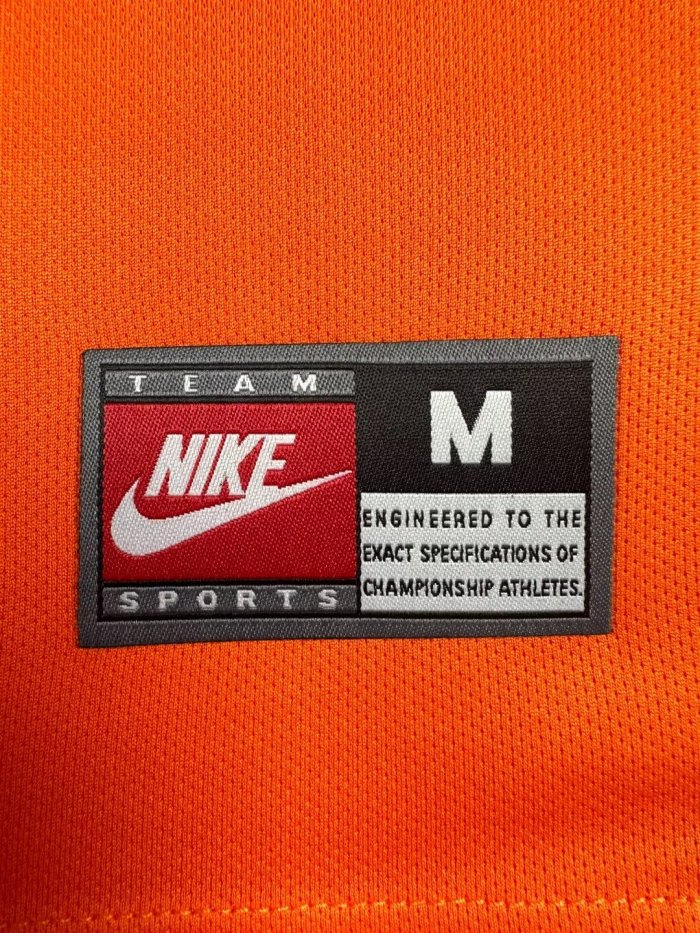 TEAM
NIKE
SPORTS
M
ENGINEERED TO THE
EXACT SPECIFICATIONS OF
CHAMPIONSHIP ATHLETES.